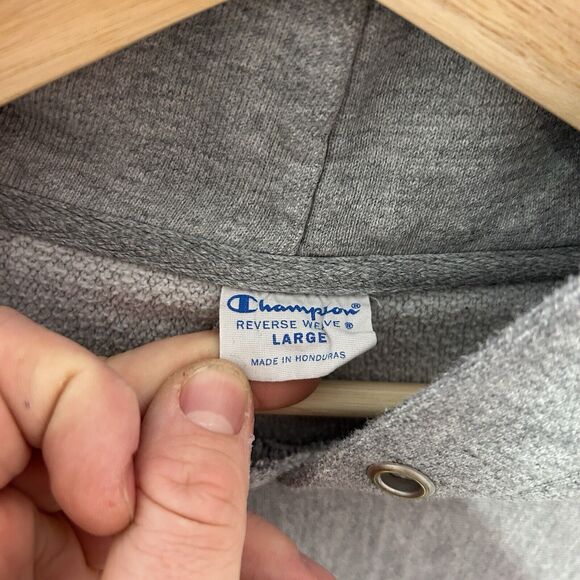 Champion®
REVERSE WEAVE®
LARGE
MADE IN HONDURAS